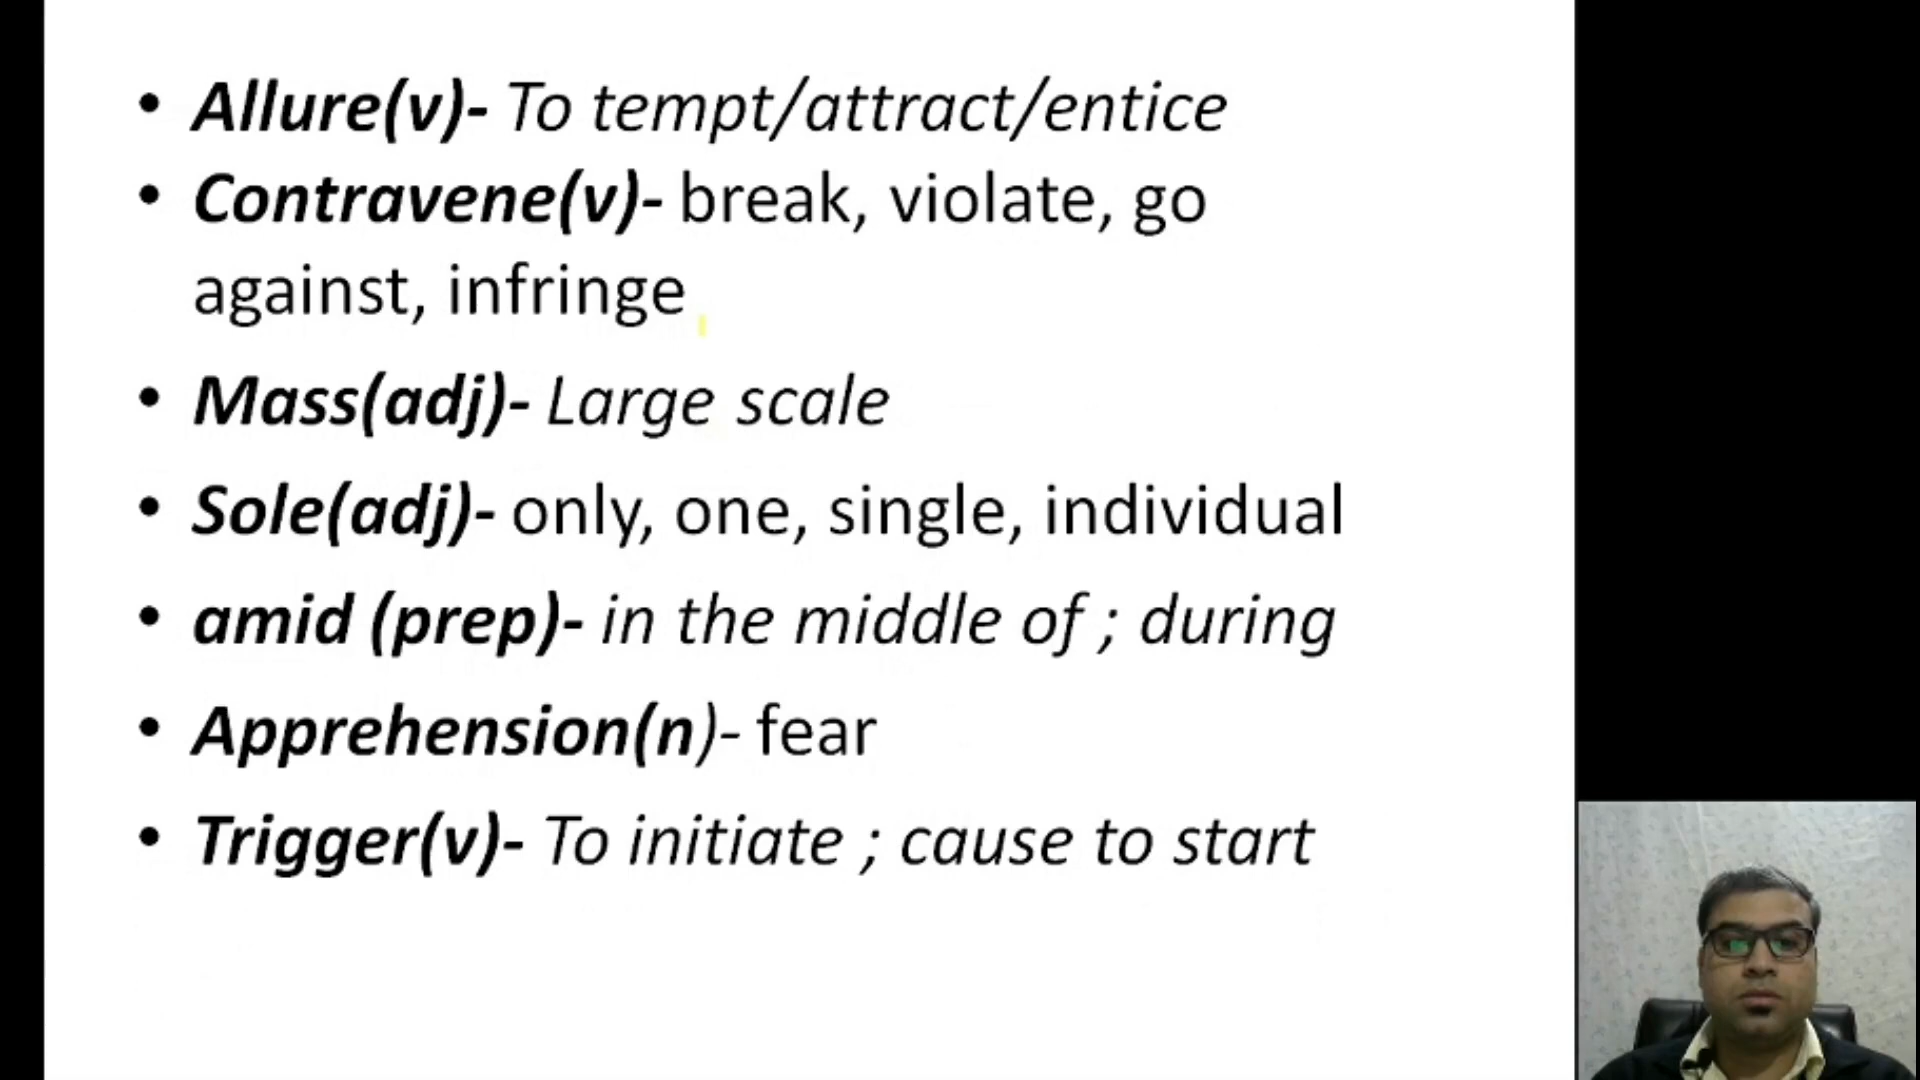 • Allure(v)- To tempt/attract/entice
• Contravene(v)- break, violate, go
against, infringe
• Mass(adj)- Large scale
• Sole(adj)- only, one, single, individual
• amid (prep)- in the middle of ; during
• Apprehension(n)- fear
• Trigger(v)- To initiate ; cause to start